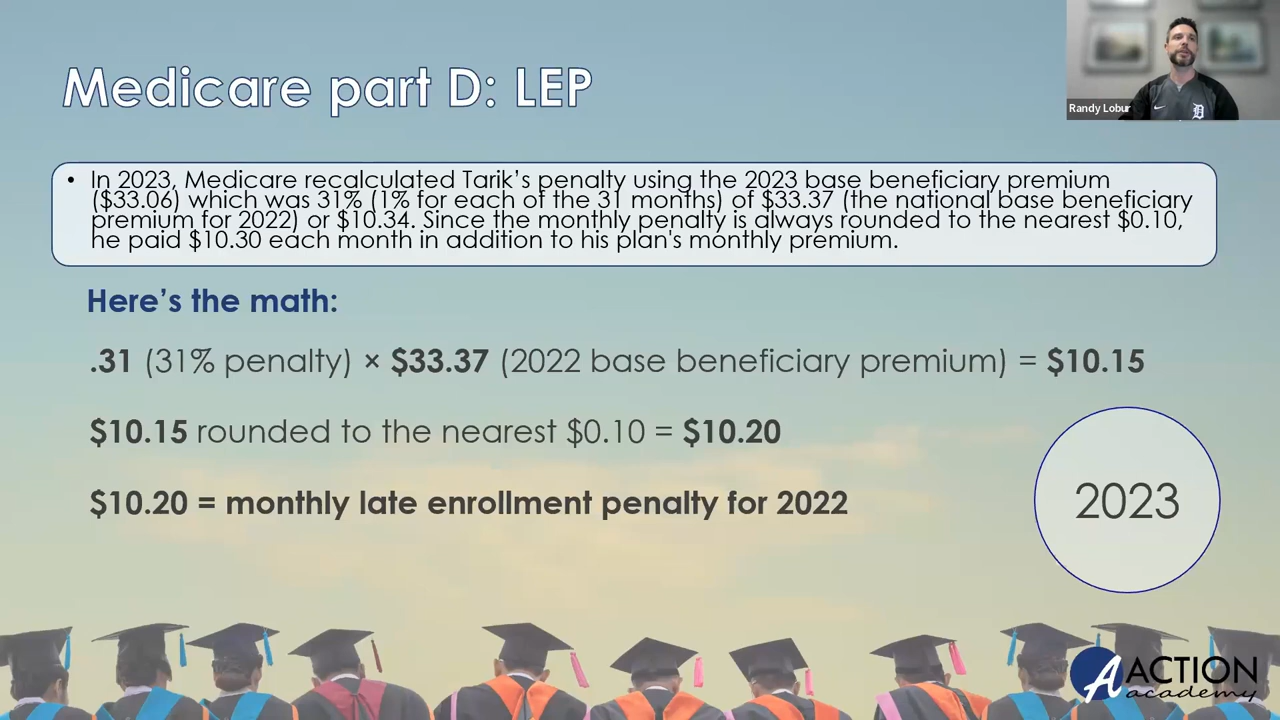 Medicare part D: LEP
Randy Lobur
• In 2023, Medicare recalculated Tarik’s penalty using the 2023 base beneficiary premium
($33.06) which was 31% (1% for each of the 31 months) of $33.37 (the national base beneficiary
premium for 2022) or $10.34. Since the monthly penalty is always rounded to the nearest $0.10,
he paid $10.30 each month in addition to his plan's monthly premium.
Here’s the math:
.31 (31% penalty) × $33.37 (2022 base beneficiary premium) = $10.15
$10.15 rounded to the nearest $0.10 = $10.20
$10.20 = monthly late enrollment penalty for 2022
2023
A ACTION
academy